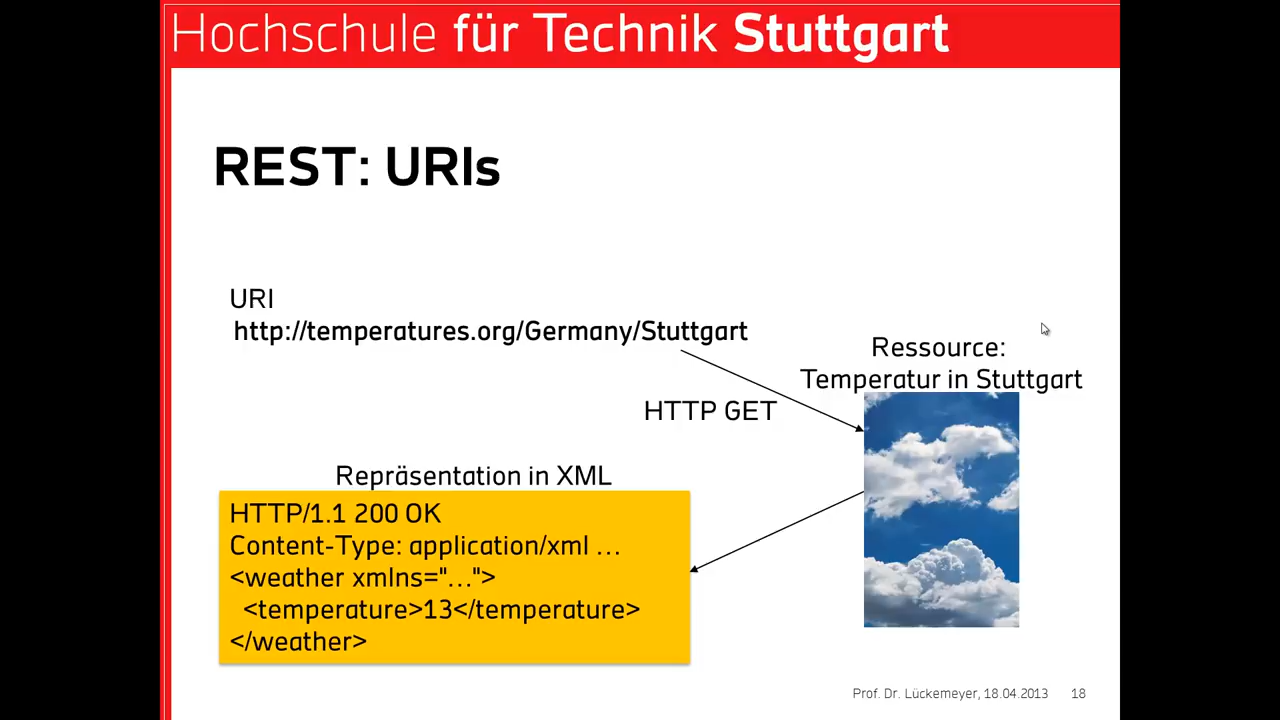 Hochschule für Technik Stuttgart
REST: URIs
URI
http://temperatures.org/Germany/Stuttgart
Ressource:
Temperatur in Stuttgart
HTTP GET
Repräsentation in XML
HTTP/1.1 200 OK
Content-Type: application/xml …
<weather xmlns="…">
<temperature>13</temperature>
</weather>
Prof. Dr. Lückemeyer, 18.04.2013 18